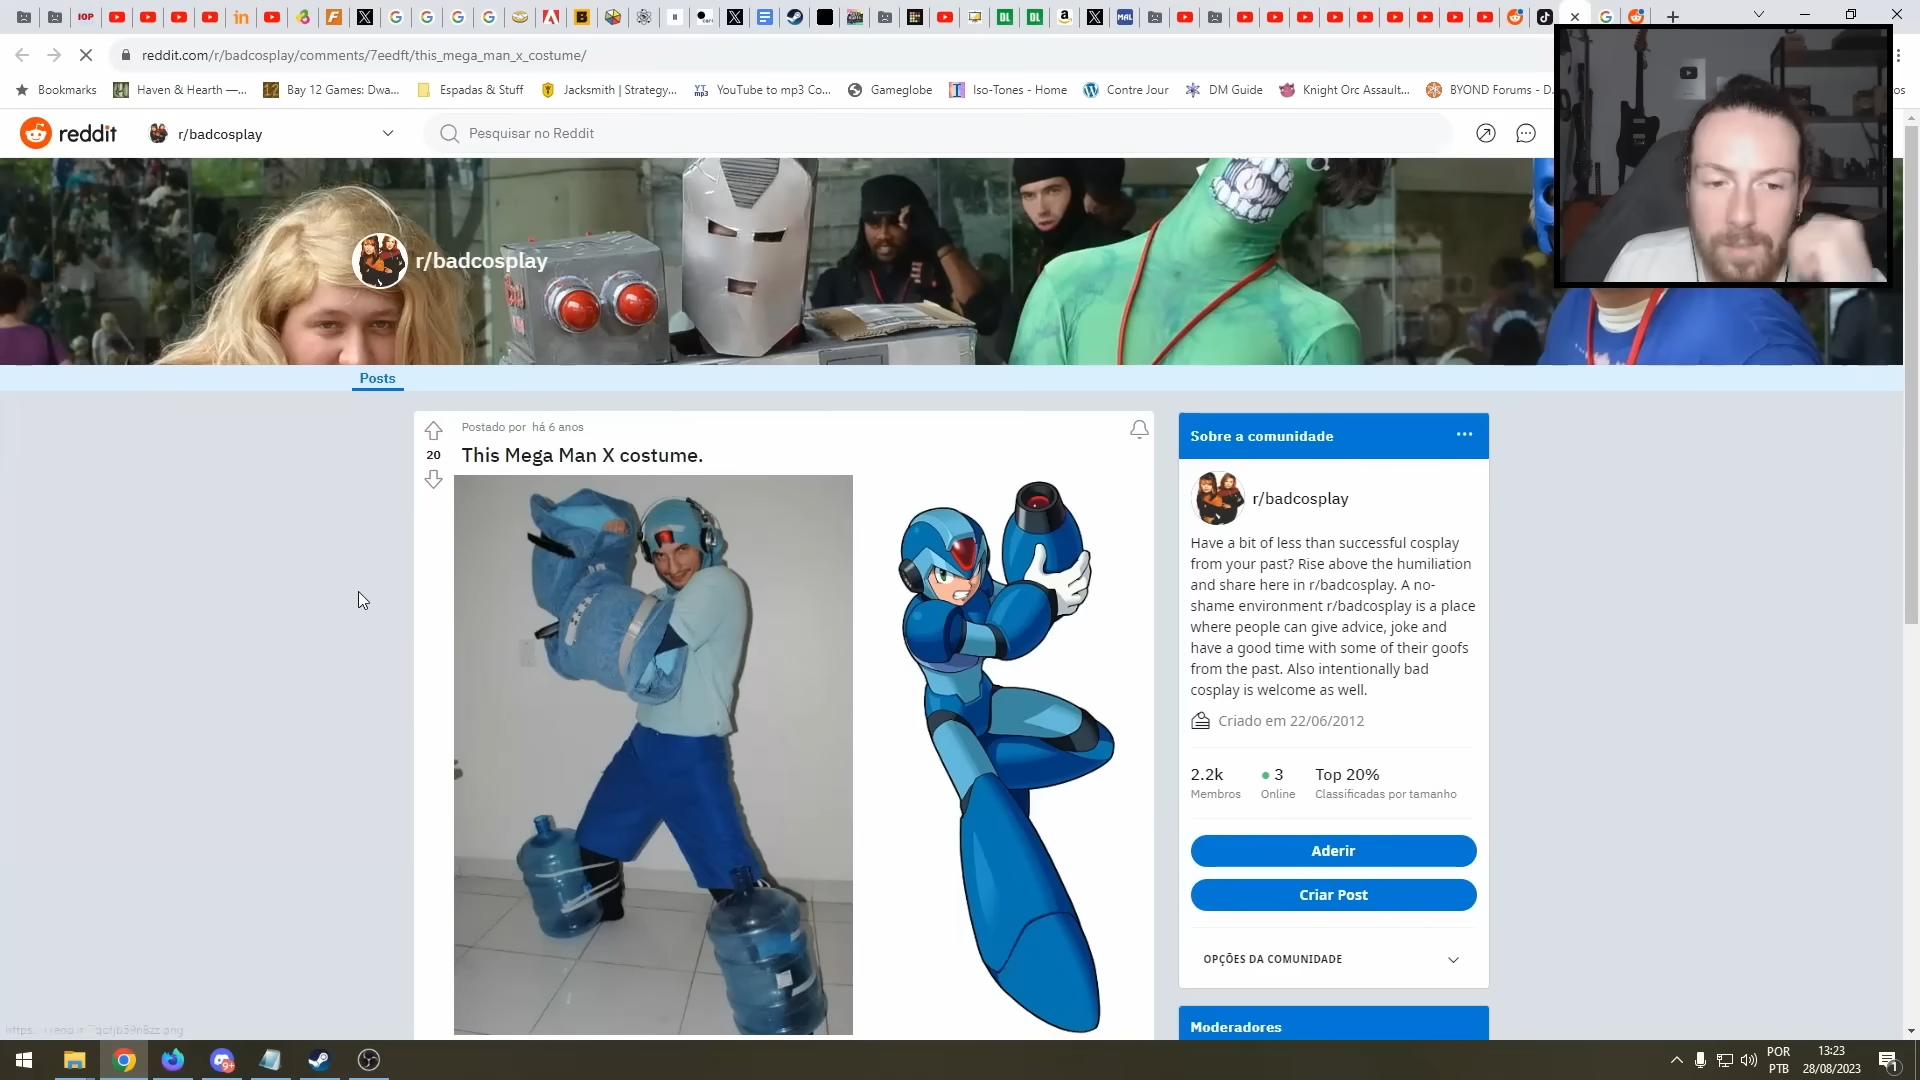 reddit.com/r/badcosplay/comments/7eedft/this_mega_man_x_costume/
Bookmarks
Haven & Hearth —...
Bay 12 Games: Dwa...
Espadas & Stuff
Jacksmith | Strategy...
YouTube to mp3 Co...
Gameglobe
Iso-Tones - Home
Contre Jour
DM Guide
Knight Orc Assault...
BYOND Forums - D...
reddit
r/badcosplay
Pesquisar no Reddit
r/badcosplay
Posts
Postado por há 6 anos
20
This Mega Man X costume.
Sobre a comunidade
r/badcosplay
Have a bit of less than successful cosplay
from your past? Rise above the humiliation
and share here in r/badcosplay. A no-
shame environment r/badcosplay is a place
where people can give advice, joke and
have a good time with some of their goofs
from the past. Also intentionally bad
cosplay is welcome as well.
Criado em 22/06/2012
2.2k
3
Top 20%
Membros
Online
Classificadas por tamanho
Aderir
Criar Post
OPÇÕES DA COMUNIDADE
Moderadores
POR
PTB
13:23
28/08/2023